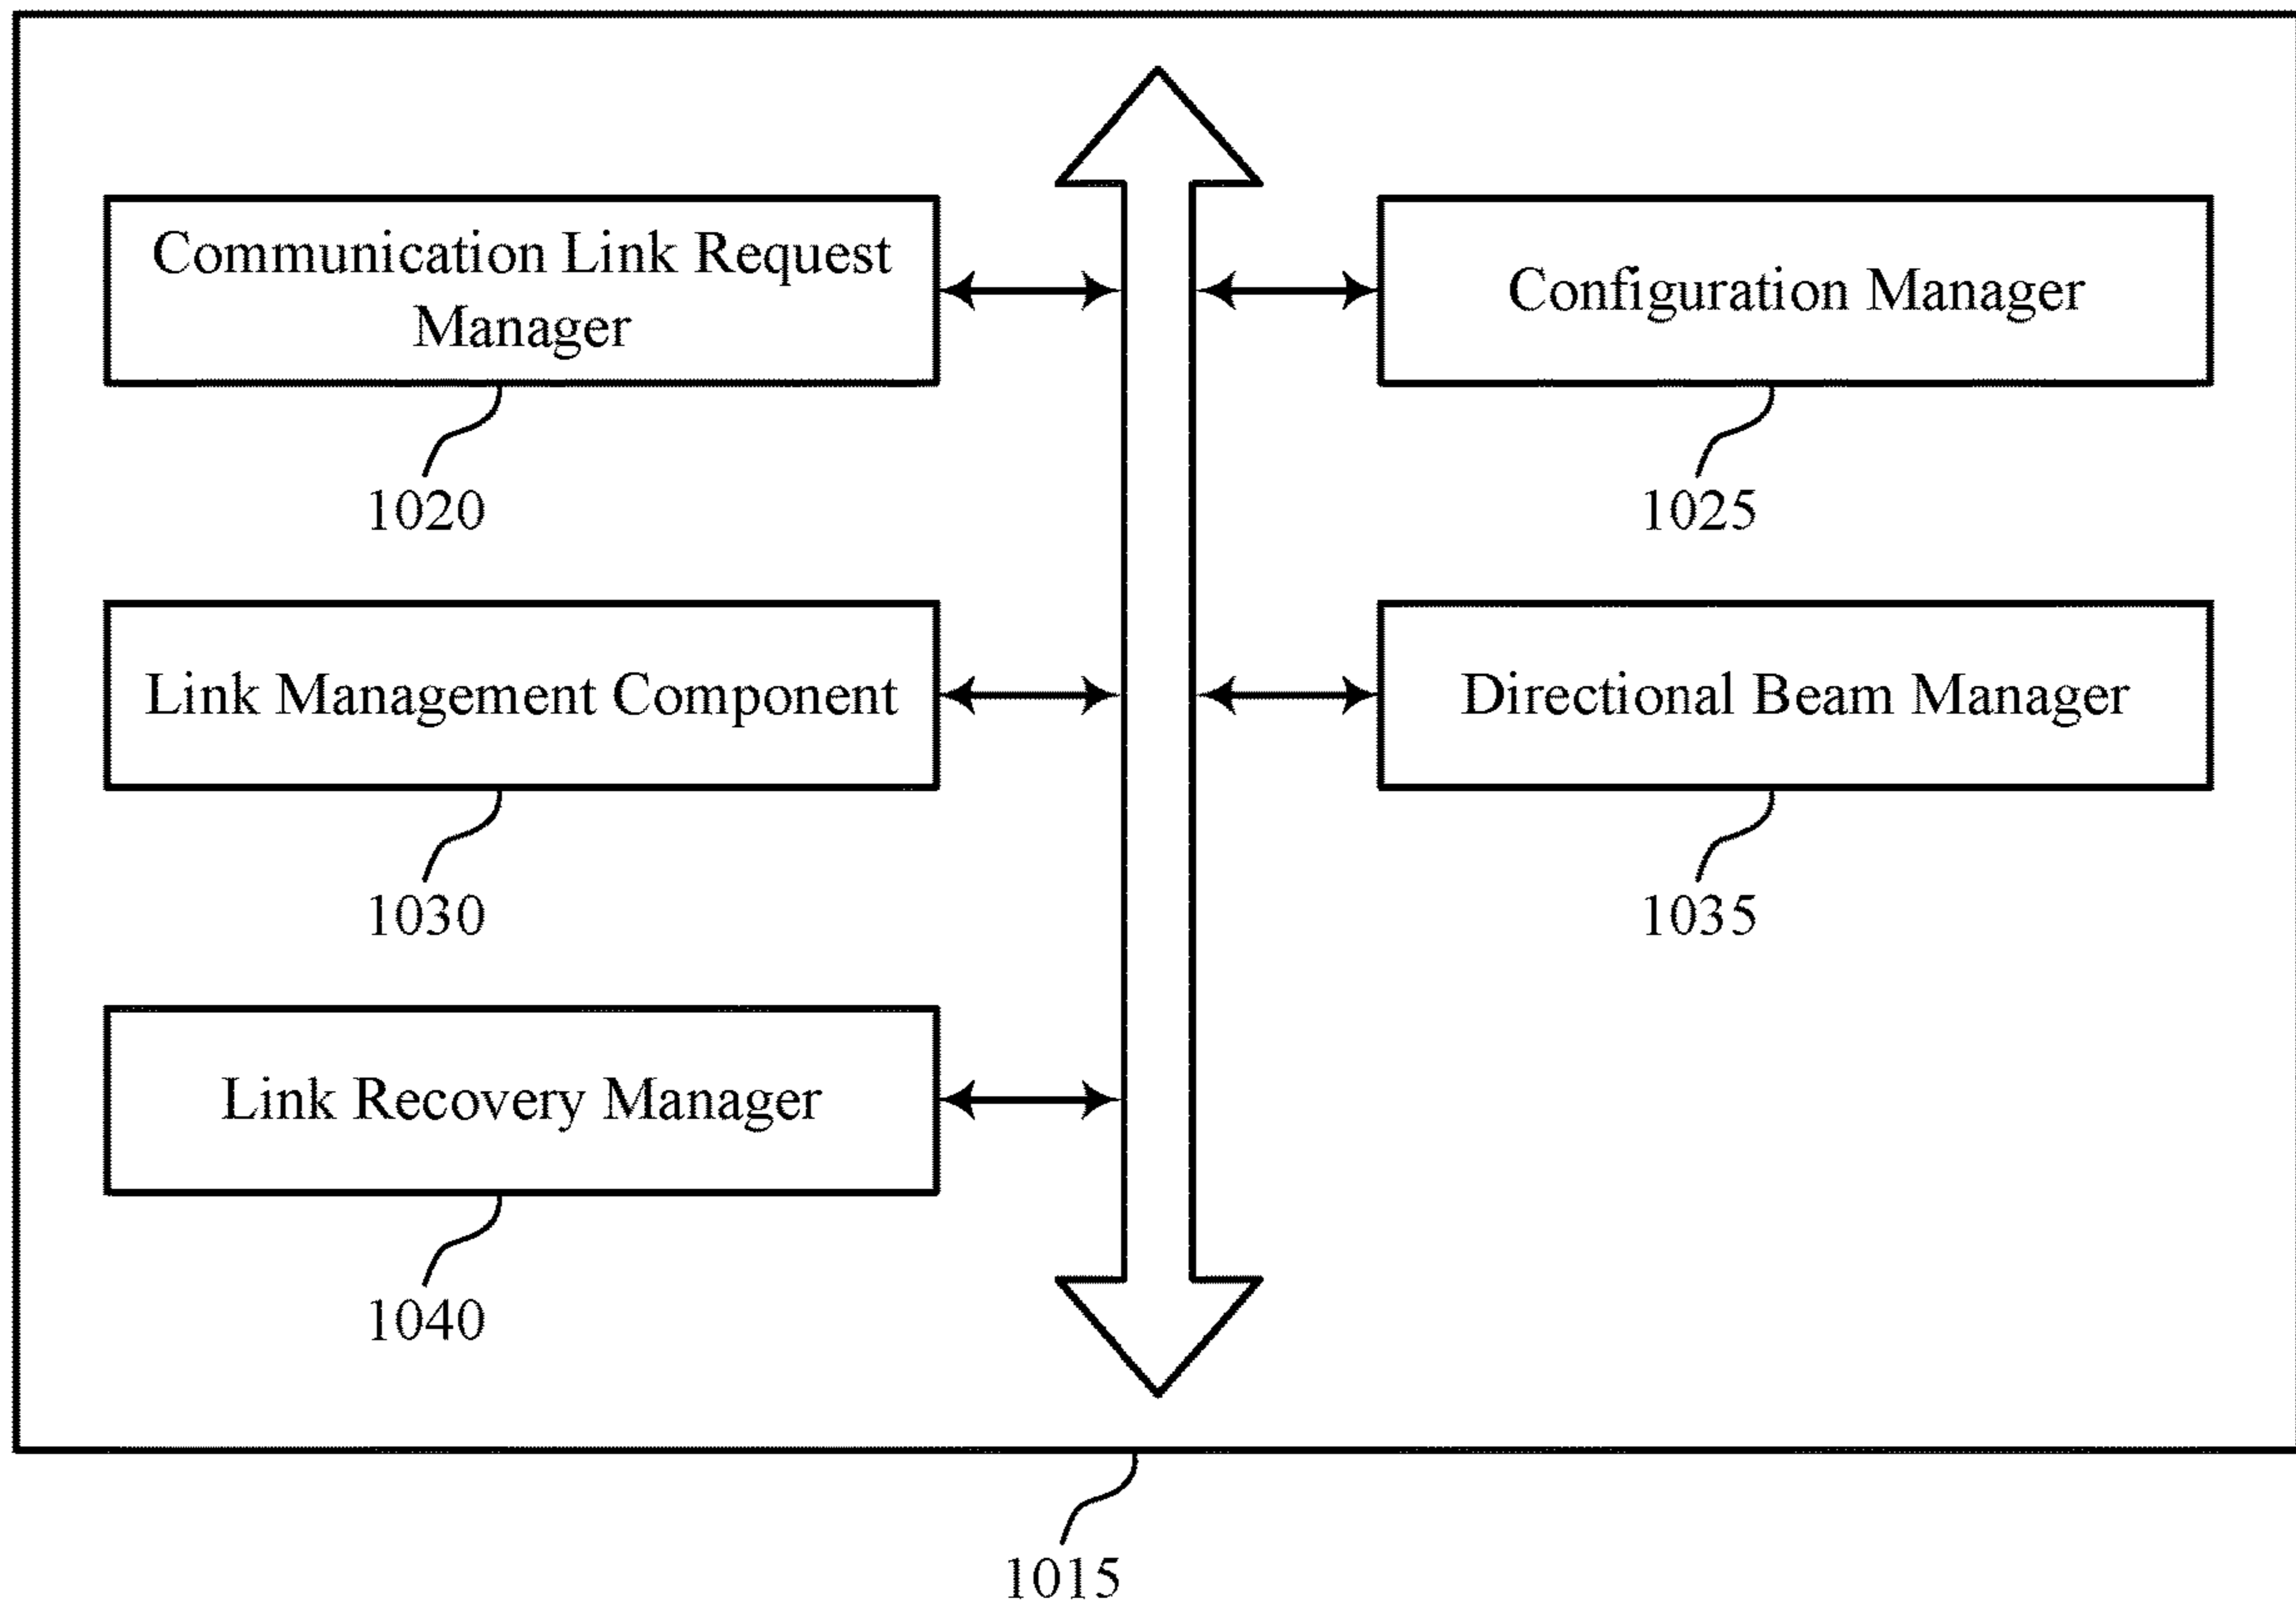 Communication Link Request
Manager
1020
Configuration Manager
1025
Link Management Component
1030
Directional Beam Manager
1035
Link Recovery Manager
1040
1015